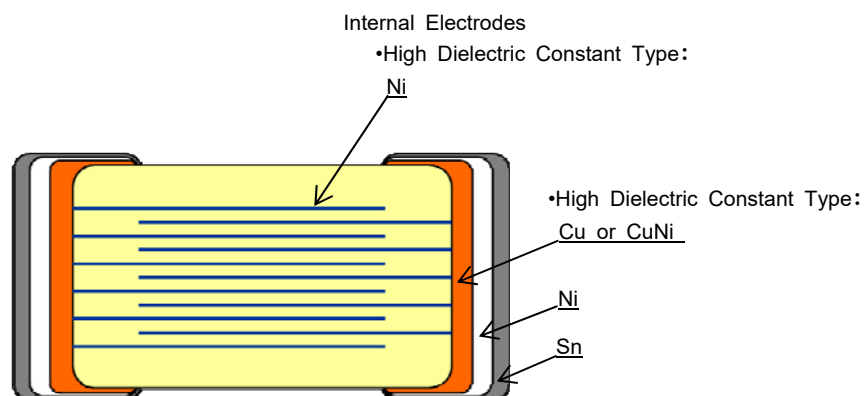 Internal Electrodes
•High Dielectric Constant Type：
Ni
•High Dielectric Constant Type：
Cu or CuNi
Ni
Sn